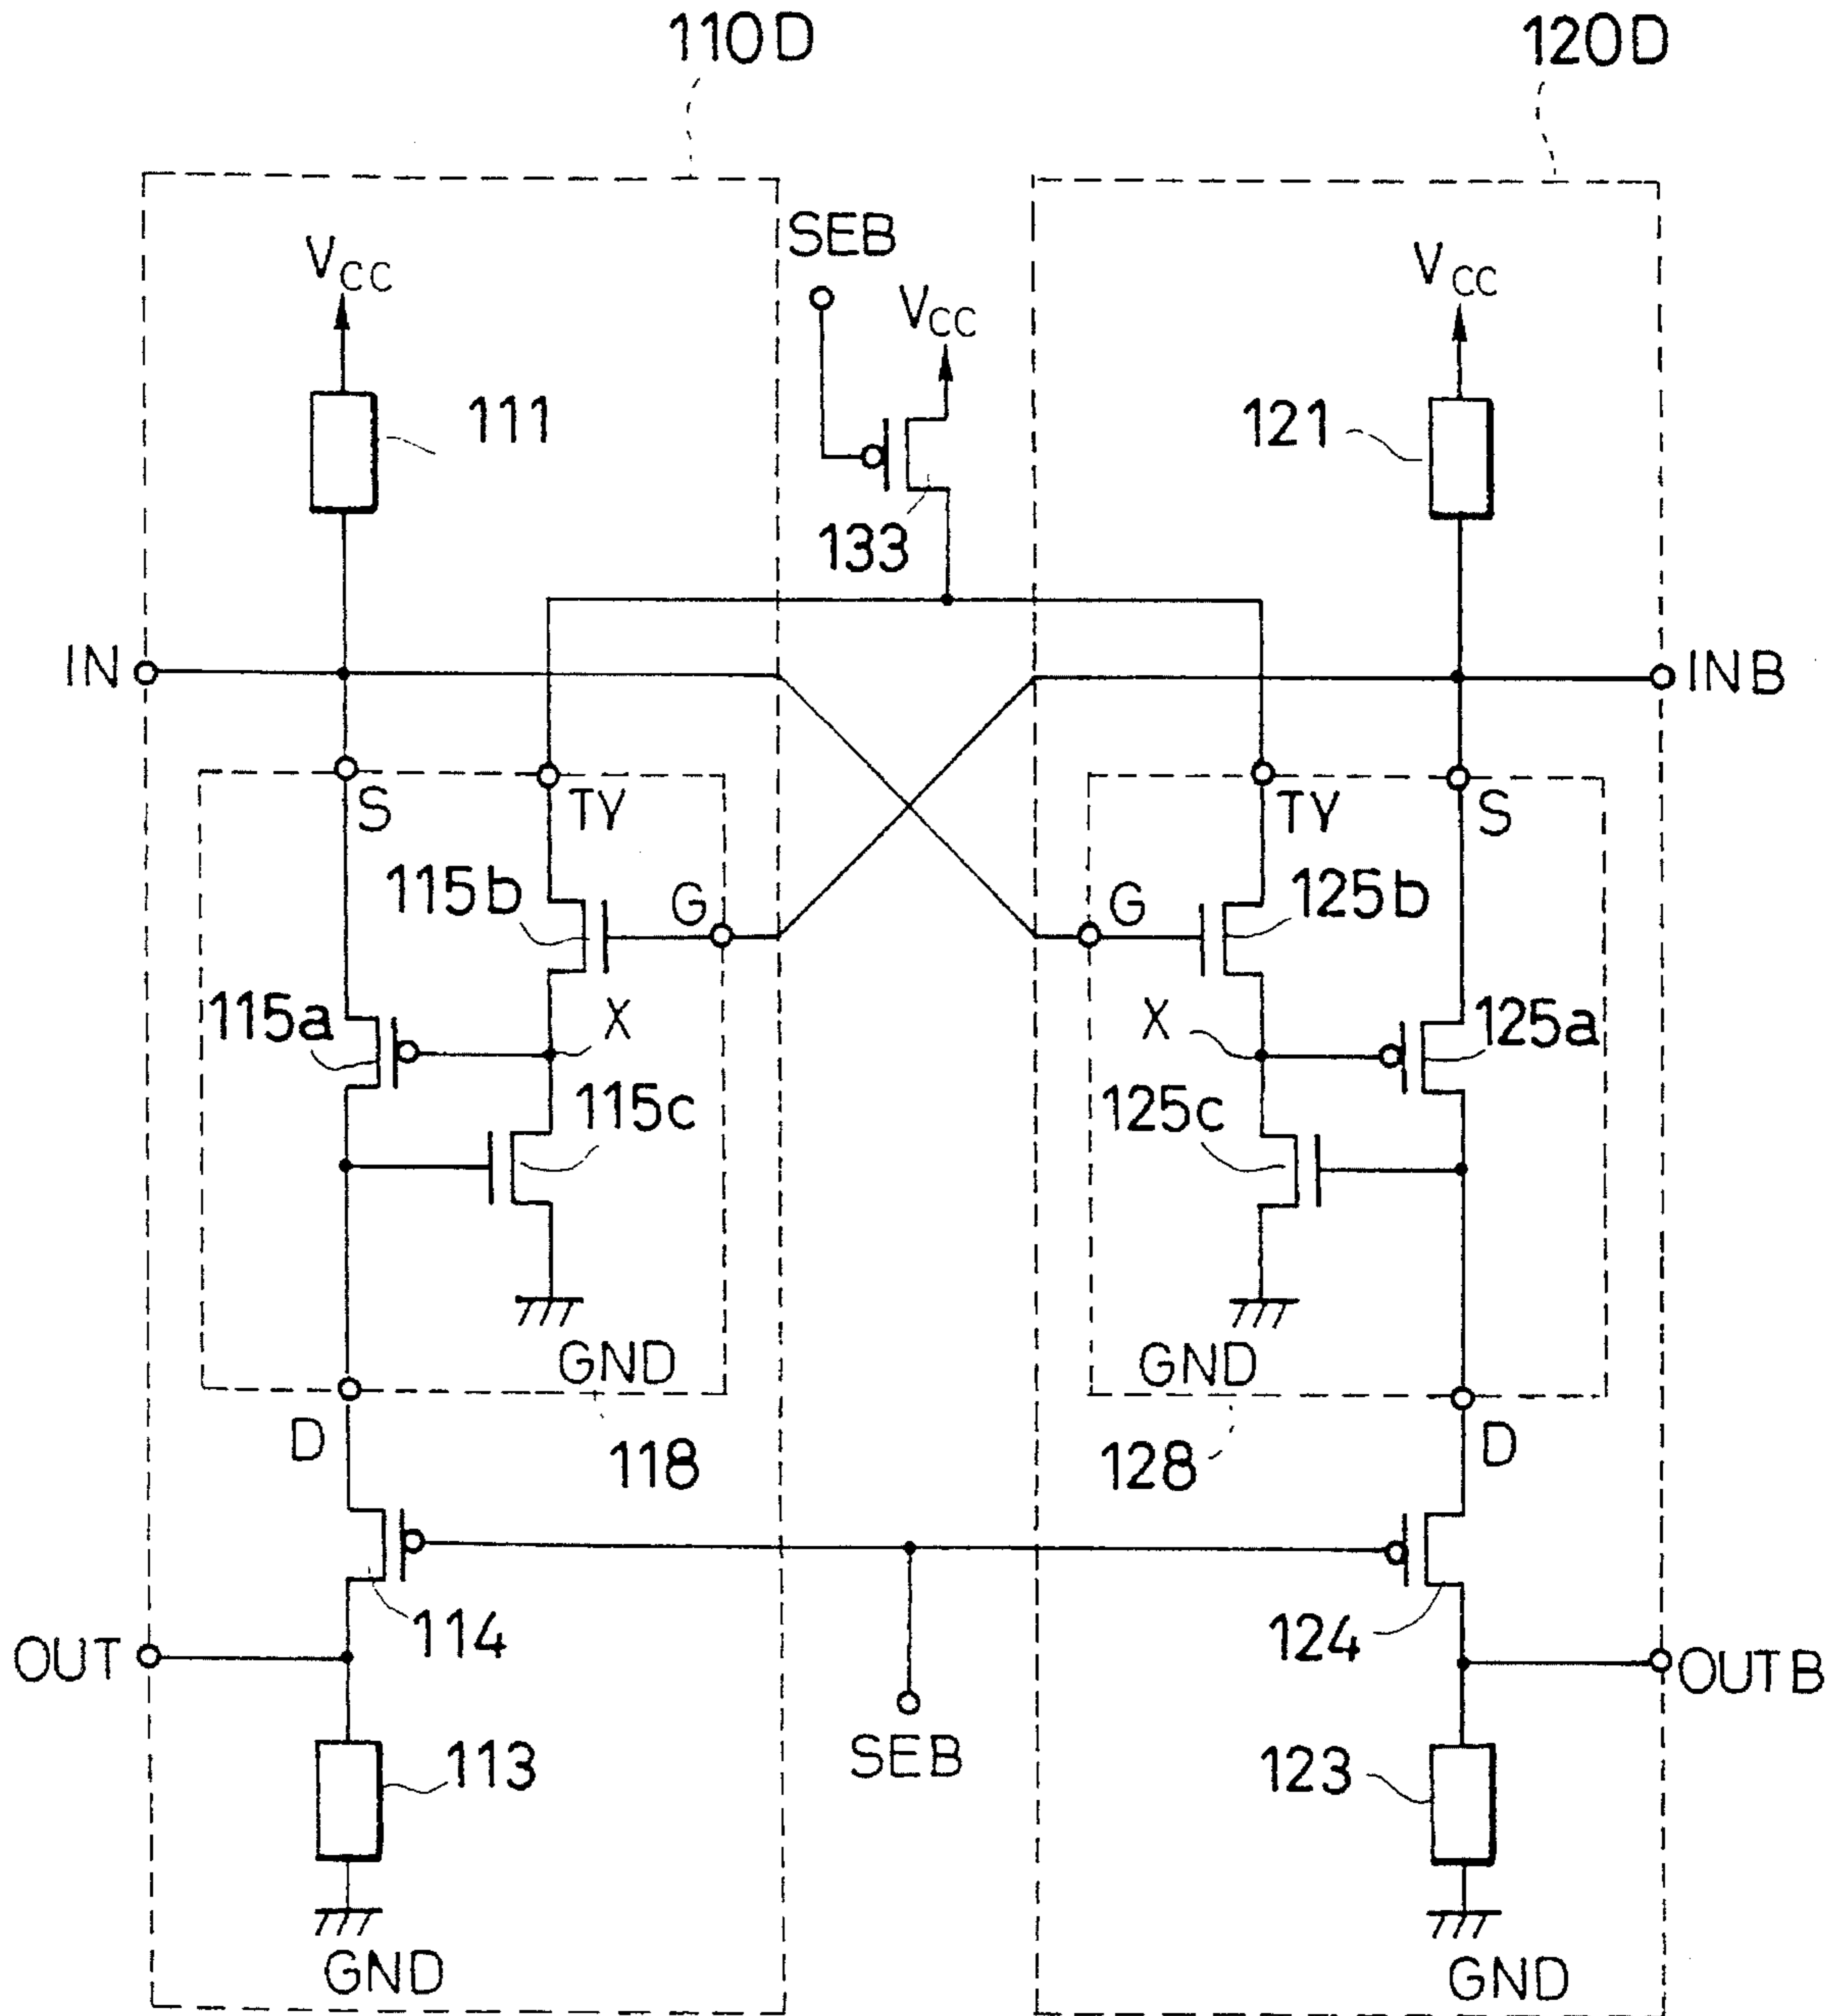 110D
120D
SEB
VCC
VCC
VCC
111
121
133
IN
INB
S
TY
TY
S
115b
G
G
125b
115a
X
X
125a
115c
125c
GND
GND
D
D
118
128
114
124
OUT
OUTB
SEB
113
123
GND
GND